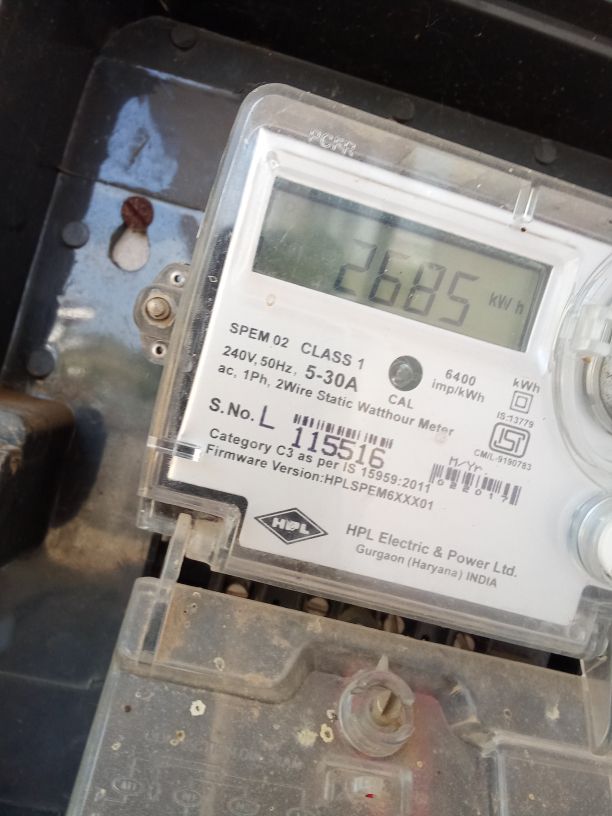 2685 kWh
SPEM 02 CLASS 1
240V, 50Hz, 5-30A
ac, 1Ph, 2Wire Static Watthour Meter
CAL
6400
imp/kWh
kWh
IS:13779
CM/L-9190783
S.No. L 115516
Category C3 as per IS 15959:2011
Firmware Version:HPLSPEM6XXX01
M/Yr.
HPL
HPL Electric & Power Ltd.
Gurgaon (Haryana) INDIA